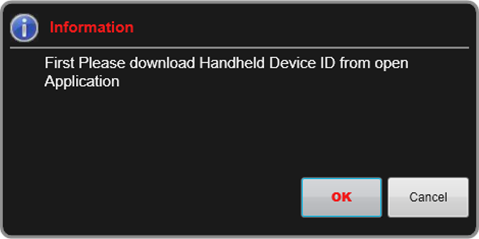 Information
First Please download Handheld Device ID from open
Application
OK
Cancel